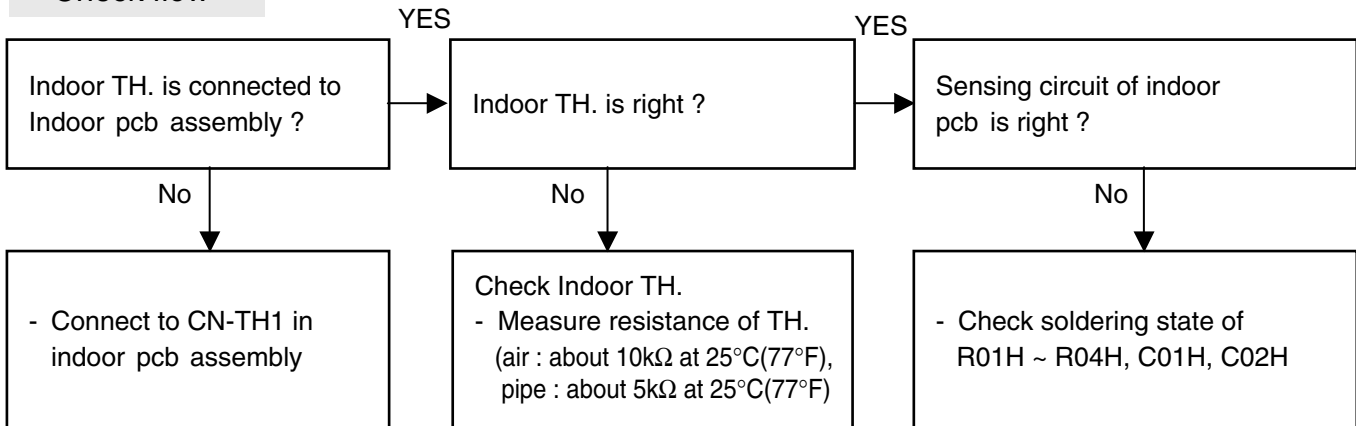 YES
YES
Indoor TH. is connected to
Indoor pcb assembly ?
Indoor TH. is right ?
Sensing circuit of indoor
pcb is right ?
No
No
No
- Connect to CN-TH1 in
indoor pcb assembly
Check Indoor TH.
- Measure resistance of TH.
(air : about 10kΩ at 25°C(77°F),
pipe : about 5kΩ at 25°C(77°F)
- Check soldering state of
R01H ~ R04H, C01H, C02H